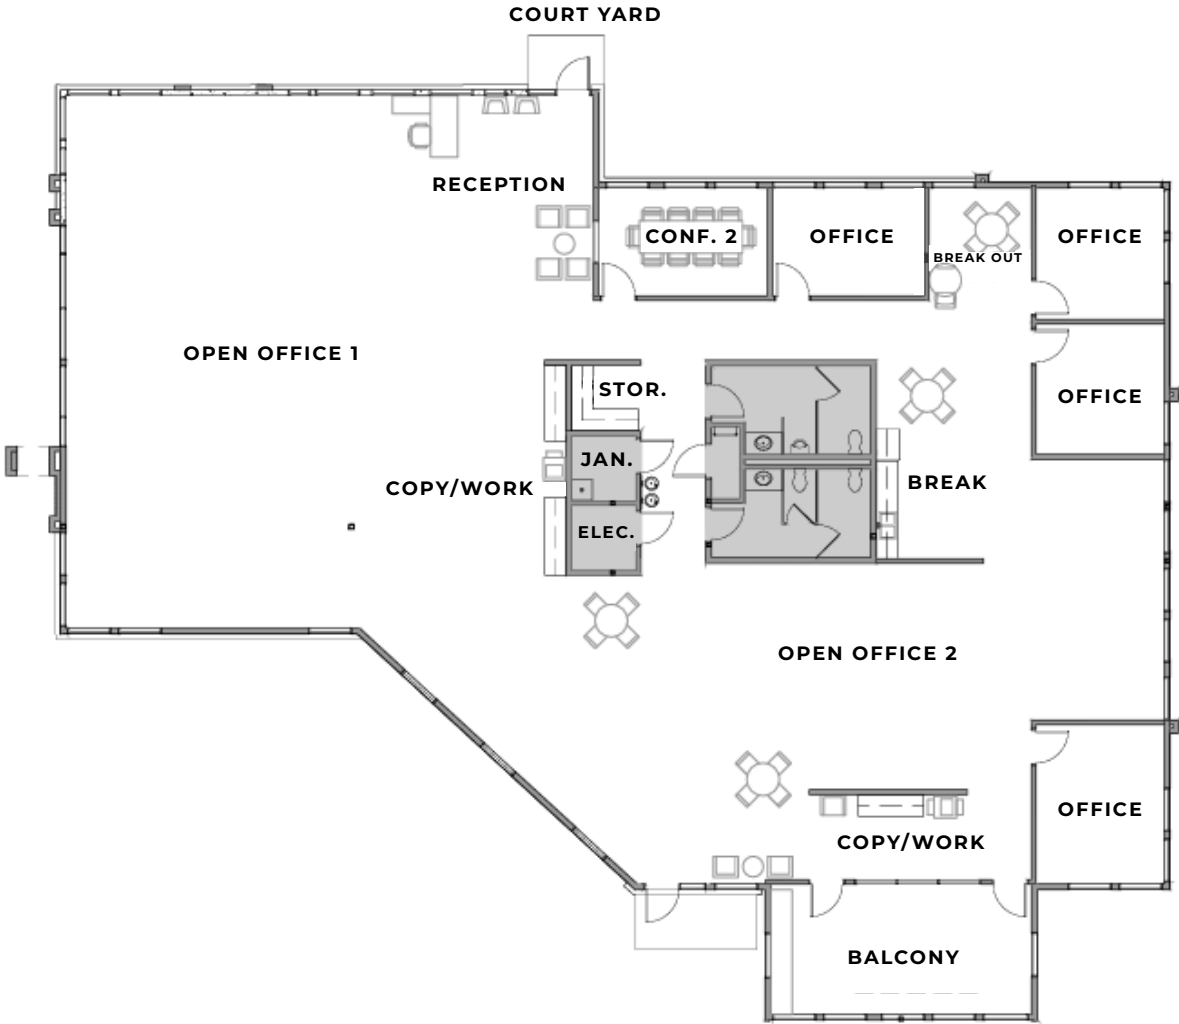 COURT YARD
RECEPTION
CONF. 2
OFFICE
BREAK OUT
OFFICE
OPEN OFFICE 1
STOR.
OFFICE
JAN.
COPY/WORK
BREAK
ELEC.
OPEN OFFICE 2
OFFICE
COPY/WORK
BALCONY